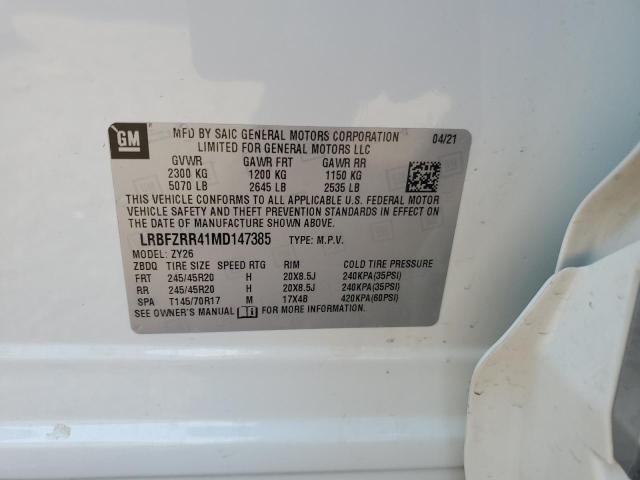 GM
MFD BY SAIC GENERAL MOTORS CORPORATION 04/21
LIMITED FOR GENERAL MOTORS LLC
GVWR GAWR FRT GAWR RR
2300 KG 1200 KG 1150 KG
5070 LB 2645 LB 2535 LB
THIS VEHICLE CONFORMS TO ALL APPLICABLE U.S. FEDERAL MOTOR
VEHICLE SAFETY AND THEFT PREVENTION STANDARDS IN EFFECT ON
THE DATE OF MANUFACTURE SHOWN ABOVE.
LRBFZRR41MD147385 TYPE: M.P.V.
MODEL: ZY26
ZBDQ TIRE SIZE SPEED RTG RIM COLD TIRE PRESSURE
FRT 245/45R20 H 20X8.5J 240KPA(35PSI)
RR 245/45R20 H 20X8.5J 240KPA(35PSI)
SPA T145/70R17 M 17X4B 420KPA(60PSI)
SEE OWNER'S MANUAL FOR MORE INFORMATION.